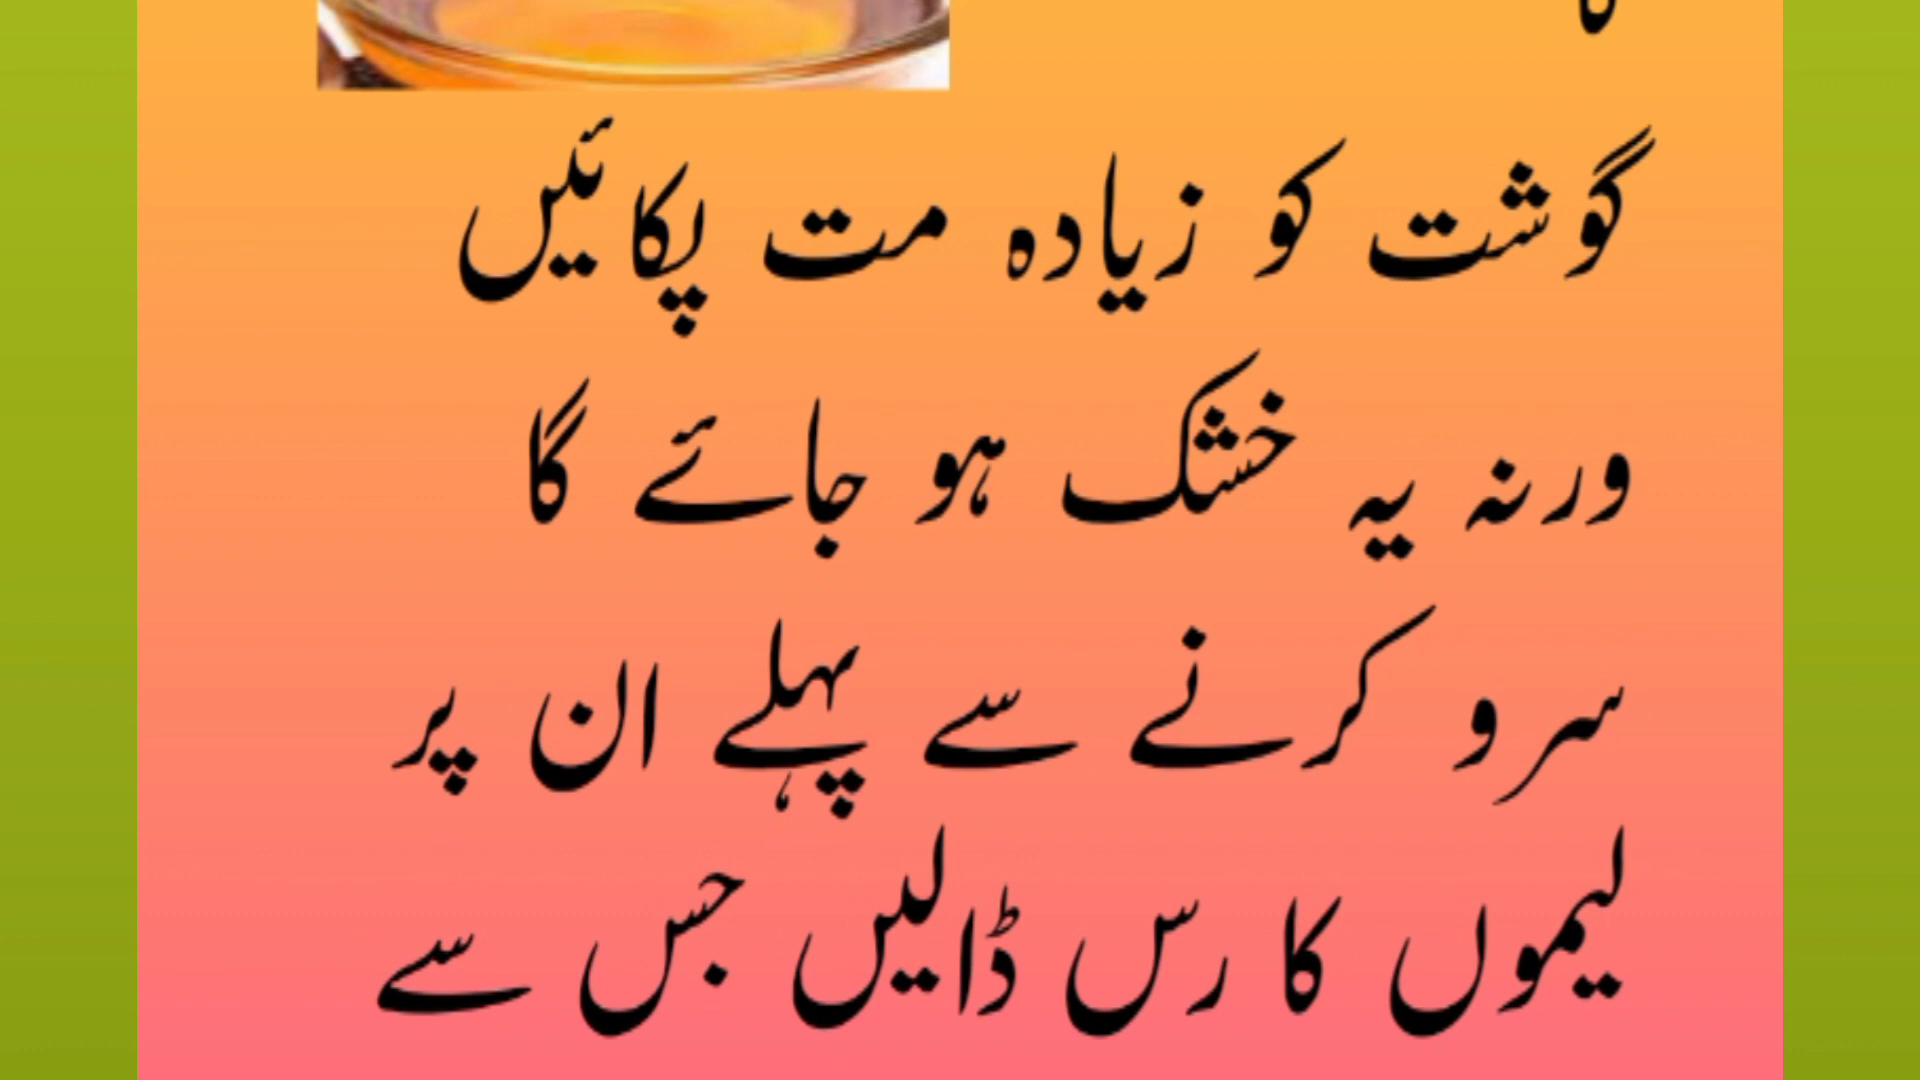 گوشت کو زیادہ مت پکائیں
ورنہ یہ خشک ہو جائے گا
سرو کرنے سے پہلے ان پر
لیموں کا رس ڈالیں جس سے